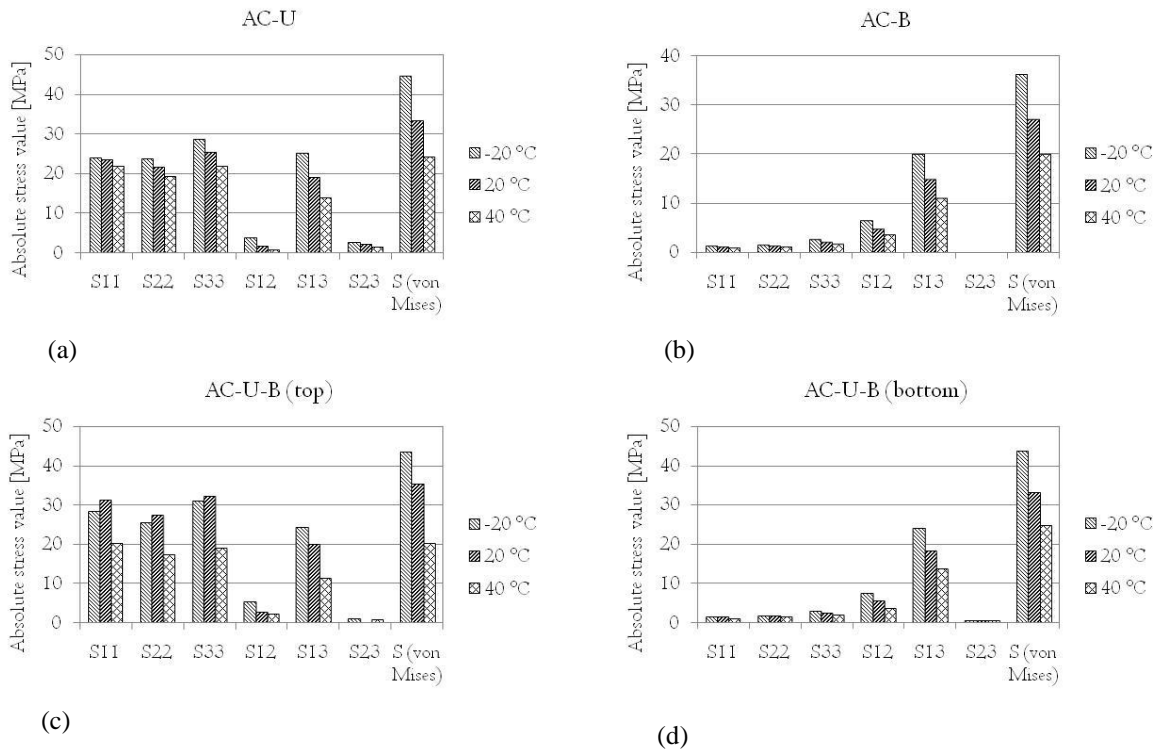 AC-U
Absolute stress value [MPa]
50
40
30
20
10
0
S11 S22 S33 S12 S13 S23 S (von Mises)
-20 °C
20 °C
40 °C
(a)
AC-B
Absolute stress value [MPa]
40
30
20
10
0
S11 S22 S33 S12 S13 S23 S (von Mises)
-20 °C
20 °C
40 °C
(b)
AC-U-B (top)
Absolute stress value [MPa]
50
40
30
20
10
0
S11 S22 S33 S12 S13 S23 S (von Mises)
-20 °C
20 °C
40 °C
(c)
AC-U-B (bottom)
Absolute stress value [MPa]
50
40
30
20
10
0
S11 S22 S33 S12 S13 S23 S (von Mises)
-20 °C
20 °C
40 °C
(d)